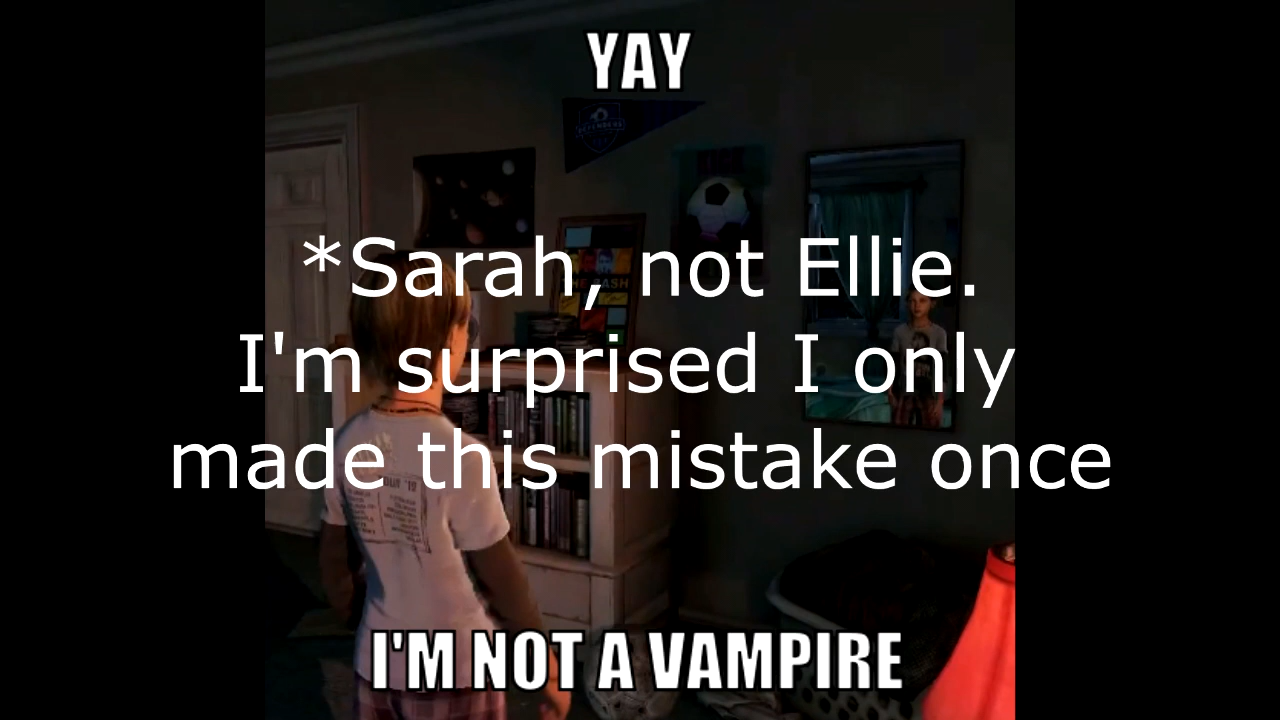 YAY
*Sarah, not Ellie.
I'm surprised I only
made this mistake once
I'M NOT A VAMPIRE